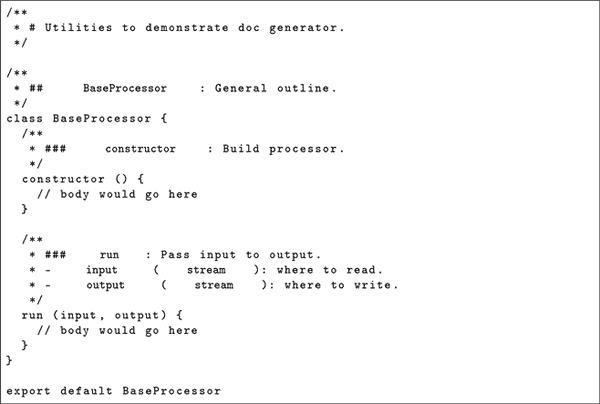 /**
 * # Utilities to demonstrate doc generator.
 */

/**
 * ## BaseProcessor : General outline.
 */
class BaseProcessor {
  /**
   * ### constructor : Build processor.
   */
  constructor () {
    // body would go here
  }

  /**
   * ### run : Pass input to output.
   * - input ( stream ): where to read.
   * - output ( stream ): where to write.
   */
  run (input, output) {
    // body would go here
  }
}

export default BaseProcessor